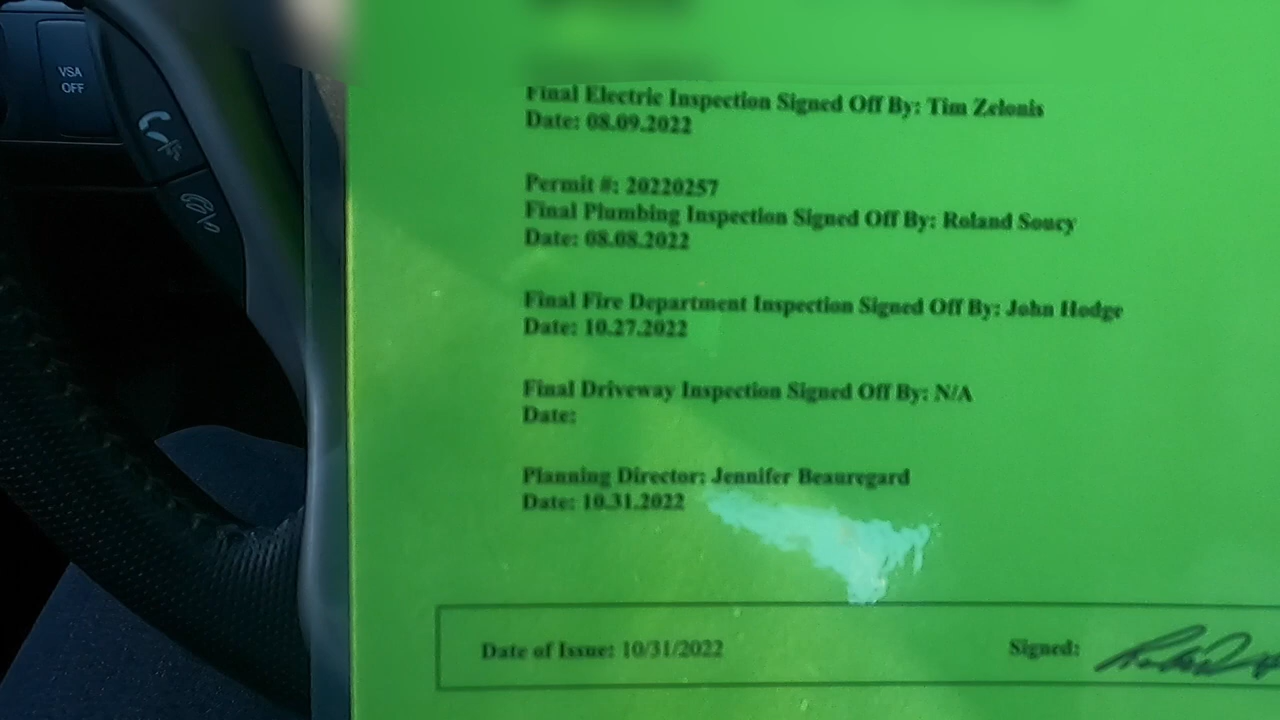 VSA
OFF
Final Electric Inspection Signed Off By: Tim Zelonis
Date: 08.09.2022
Permit #: 20220257
Final Plumbing Inspection Signed Off By: Roland Soucy
Date: 08.08.2022
Final Fire Department Inspection Signed Off By: John Hodge
Date: 10.27.2022
Final Driveway Inspection Signed Off By: N/A
Date:
Planning Director: Jennifer Beauregard
Date: 10.31.2022
Date of Issue: 10/31/2022
Signed: